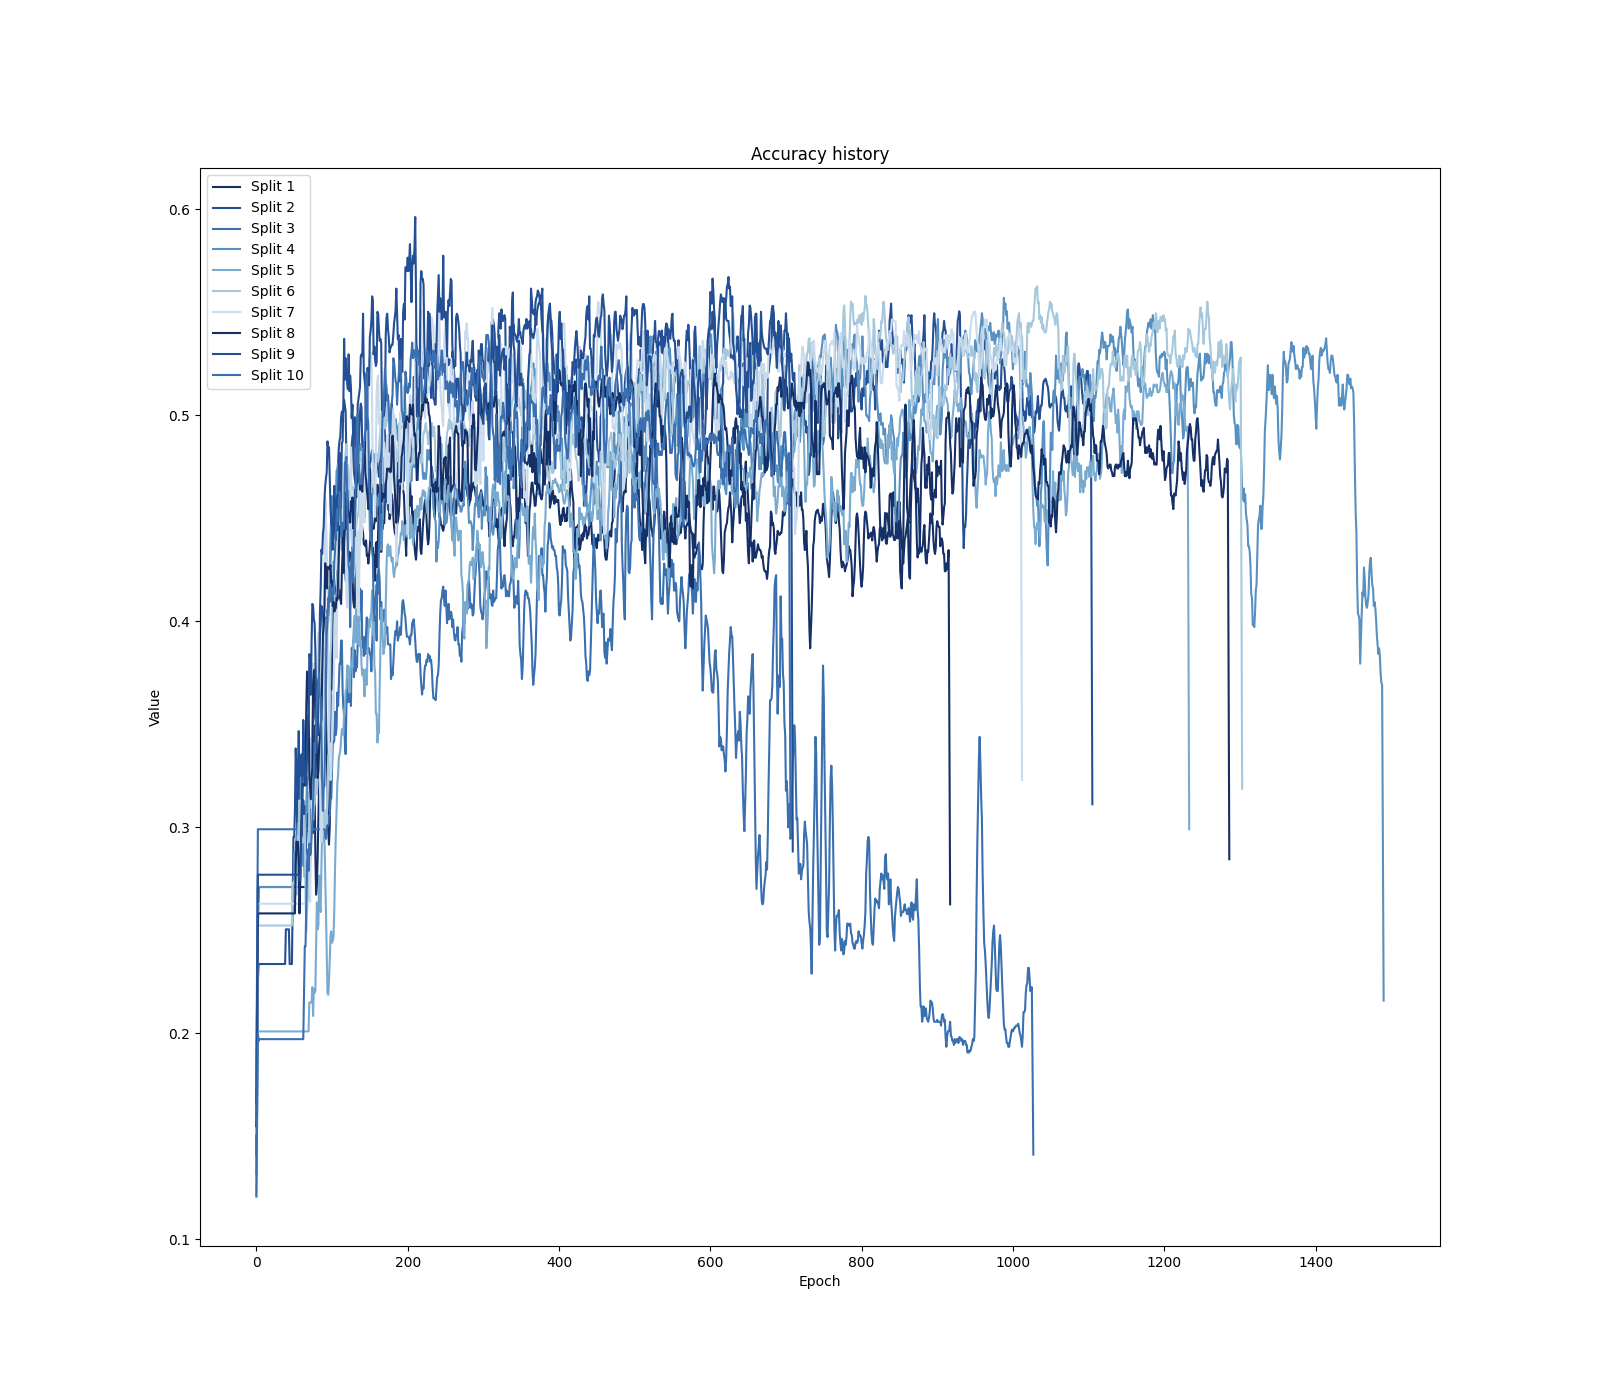 Accuracy history
Split 1
Split 2
Split 3
Split 4
Split 5
Split 6
Split 7
Split 8
Split 9
Split 10
0.6
0.5
0.4
0.3
0.2
0.1
Value
0 200 400 600 800 1000 1200 1400
Epoch